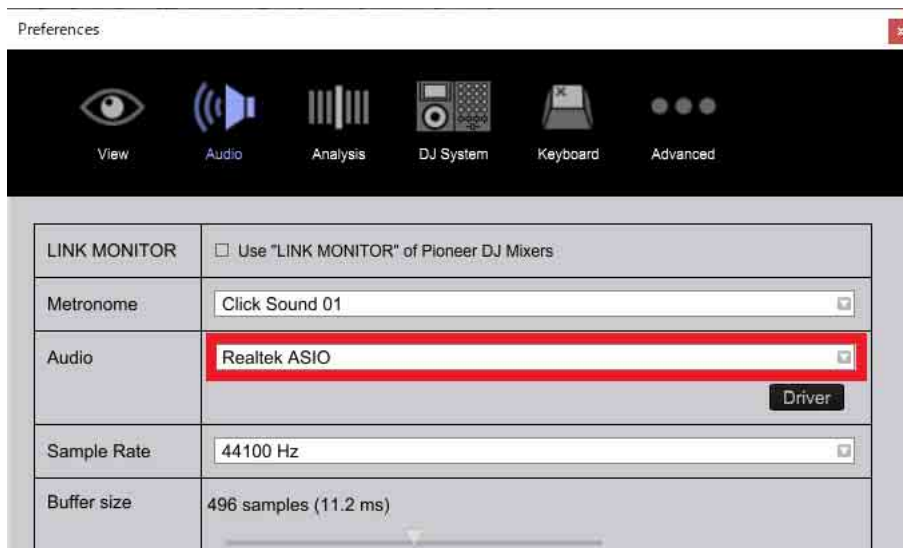 Preferences
View Audio Analysis DJ System Keyboard Advanced
LINK MONITOR Use "LINK MONITOR" of Pioneer DJ Mixers
Metronome Click Sound 01
Audio Realtek ASIO
Driver
Sample Rate 44100 Hz
Buffer size 496 samples (11.2 ms)